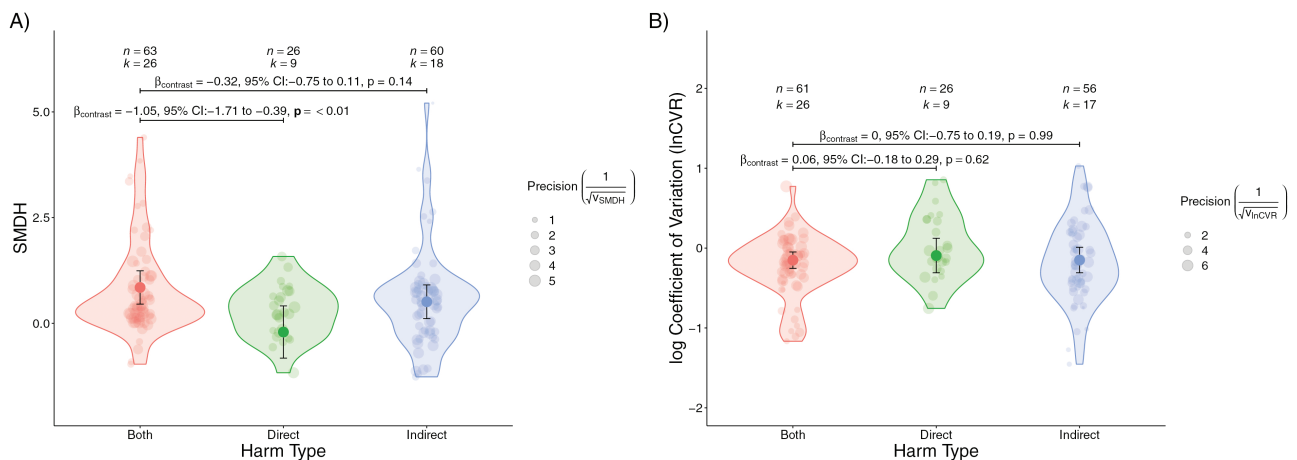 A)
n = 63
k = 26
n = 26
k = 9
n = 60
k = 18
βcontrast = −0.32, 95% CI:−0.75 to 0.11, p = 0.14
βcontrast = −1.05, 95% CI:−1.71 to −0.39, p = < 0.01
5.0
2.5
0.0
SMDH
Both
Direct
Indirect
Harm Type
Precision (1/√vSMDH)
1
2
3
4
5
B)
n = 61
k = 26
n = 26
k = 9
n = 56
k = 17
βcontrast = 0, 95% CI:−0.75 to 0.19, p = 0.99
βcontrast = 0.06, 95% CI:−0.18 to 0.29, p = 0.62
2
1
0
−1
−2
log Coefficient of Variation (lnCVR)
Both
Direct
Indirect
Harm Type
Precision (1/√vlnCVR)
2
4
6